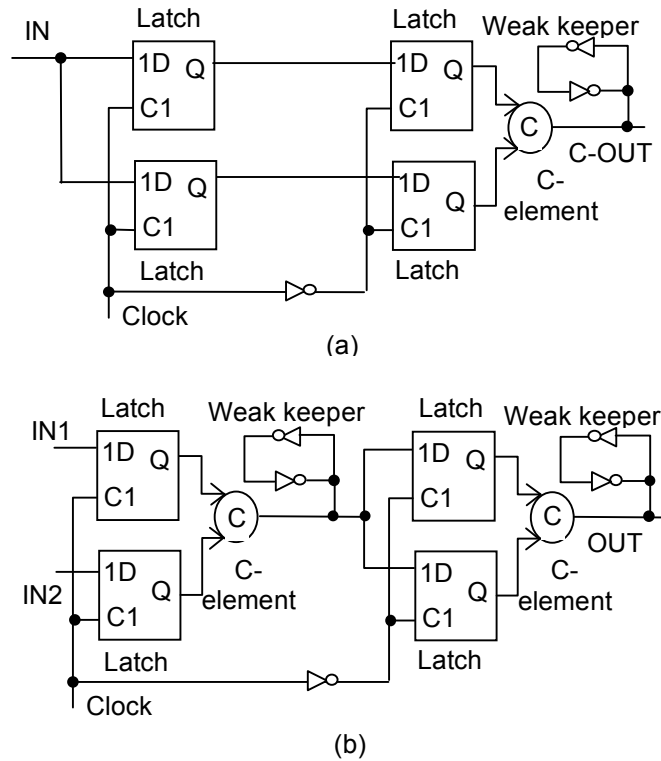 IN
Latch
Latch
Weak keeper
1D
Q
C1
1D
Q
C1
C
C-OUT
C-
element
1D
Q
C1
1D
Q
C1
Latch
Latch
Clock
(a)
IN1
Latch
Weak keeper
Latch
Weak keeper
1D
Q
C1
1D
Q
C1
C
C
OUT
IN2
1D
Q
C1
C-
element
1D
Q
C1
C-
element
Latch
Latch
Clock
(b)